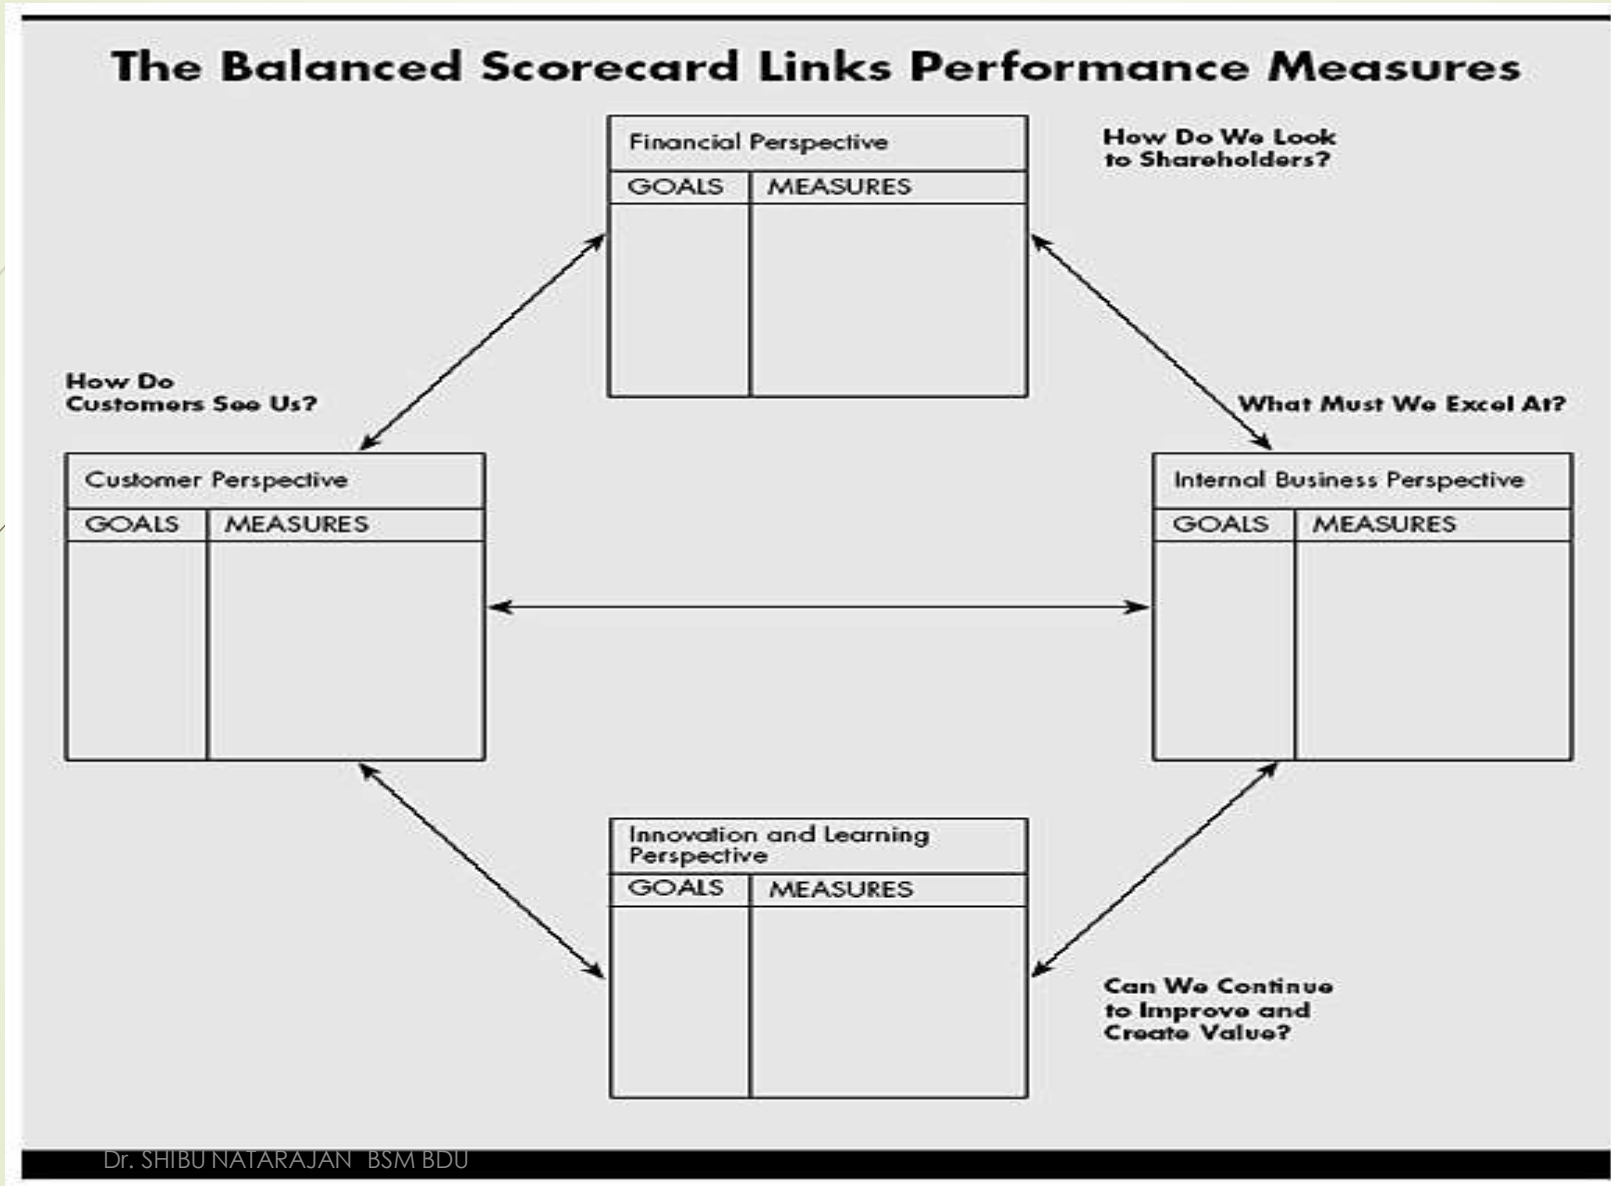 The Balanced Scorecard Links Performance Measures
Financial Perspective
GOALS MEASURES
How Do We Look
to Shareholders?
How Do
Customers See Us?
Customer Perspective
GOALS MEASURES
What Must We Excel At?
Internal Business Perspective
GOALS MEASURES
Innovation and Learning
Perspective
GOALS MEASURES
Can We Continue
to Improve and
Create Value?
Dr. SHIBU NATARAJAN BSM BDU